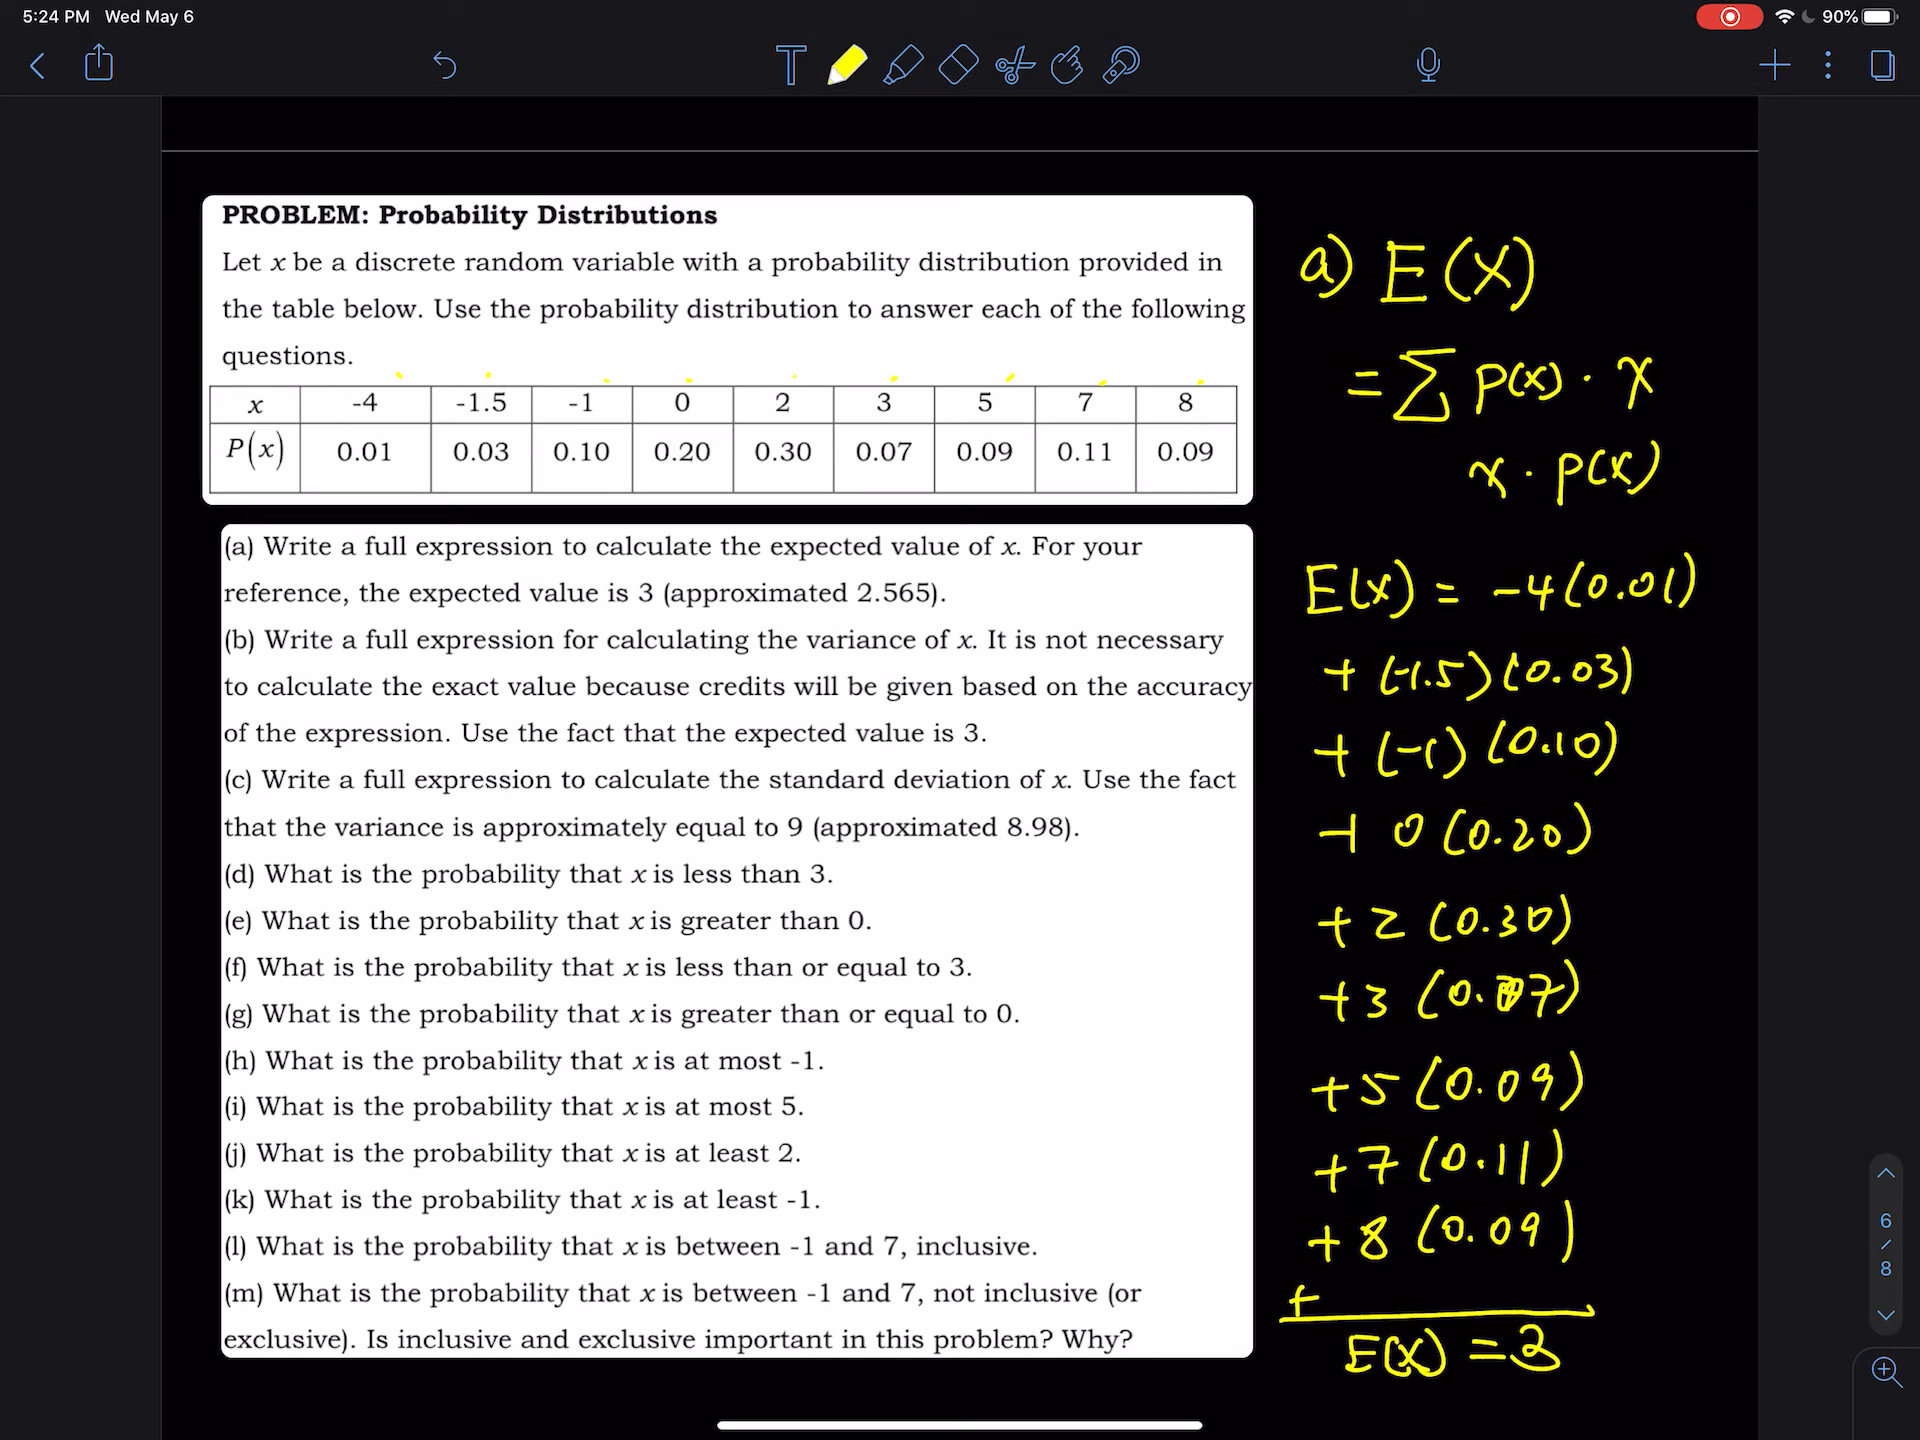 5:24 PM Wed May 6
90%
PROBLEM: Probability Distributions
Let x be a discrete random variable with a probability distribution provided in
the table below. Use the probability distribution to answer each of the following
questions.
x -4 -1.5 -1 0 2 3 5 7 8
P(x) 0.01 0.03 0.10 0.20 0.30 0.07 0.09 0.11 0.09
(a) Write a full expression to calculate the expected value of x. For your
reference, the expected value is 3 (approximated 2.565).
(b) Write a full expression for calculating the variance of x. It is not necessary
to calculate the exact value because credits will be given based on the accuracy
of the expression. Use the fact that the expected value is 3.
(c) Write a full expression to calculate the standard deviation of x. Use the fact
that the variance is approximately equal to 9 (approximated 8.98).
(d) What is the probability that x is less than 3.
(e) What is the probability that x is greater than 0.
(f) What is the probability that x is less than or equal to 3.
(g) What is the probability that x is greater than or equal to 0.
(h) What is the probability that x is at most -1.
(i) What is the probability that x is at most 5.
(j) What is the probability that x is at least 2.
(k) What is the probability that x is at least -1.
(l) What is the probability that x is between -1 and 7, inclusive.
(m) What is the probability that x is between -1 and 7, not inclusive (or
exclusive). Is inclusive and exclusive important in this problem? Why?
a) E(X)
= ∑ P(x) · x
x · P(x)
E(x) = -4(0.01)
+ (-1.5)(0.03)
+ (-1)(0.10)
+ 0(0.20)
+2(0.30)
+3(0.07)
+5(0.09)
+7(0.11)
+8(0.09)
+
E(X) = 3
6
/
8